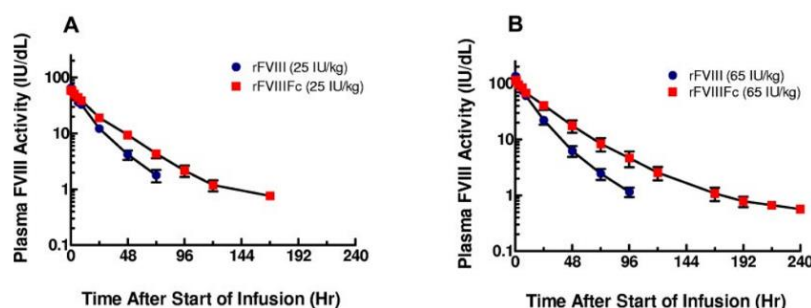 A
Plasma FVIII Activity (IU/dL)
100
10
1
0.1
rFVIII (25 IU/kg)
rFVIIIFc (25 IU/kg)
0 48 96 144 192 240
Time After Start of Infusion (Hr)
B
Plasma FVIII Activity (IU/dL)
100
10
1
0.1
rFVIII (65 IU/kg)
rFVIIIFc (65 IU/kg)
0 48 96 144 192 240
Time After Start of Infusion (Hr)